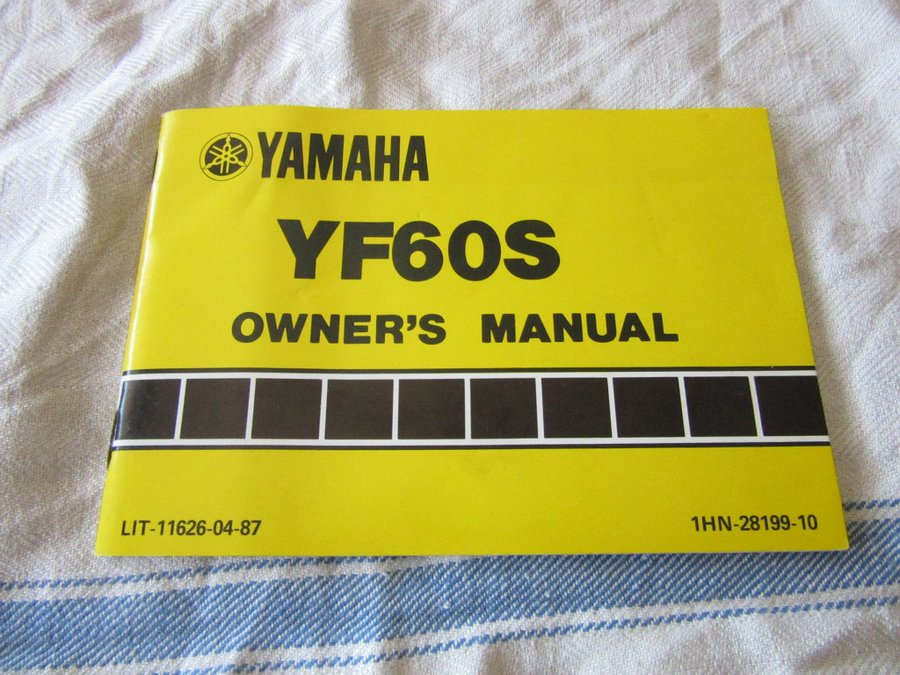 YAMAHA
YF60S
OWNER'S MANUAL
LIT-11626-04-87
1HN-28199-10